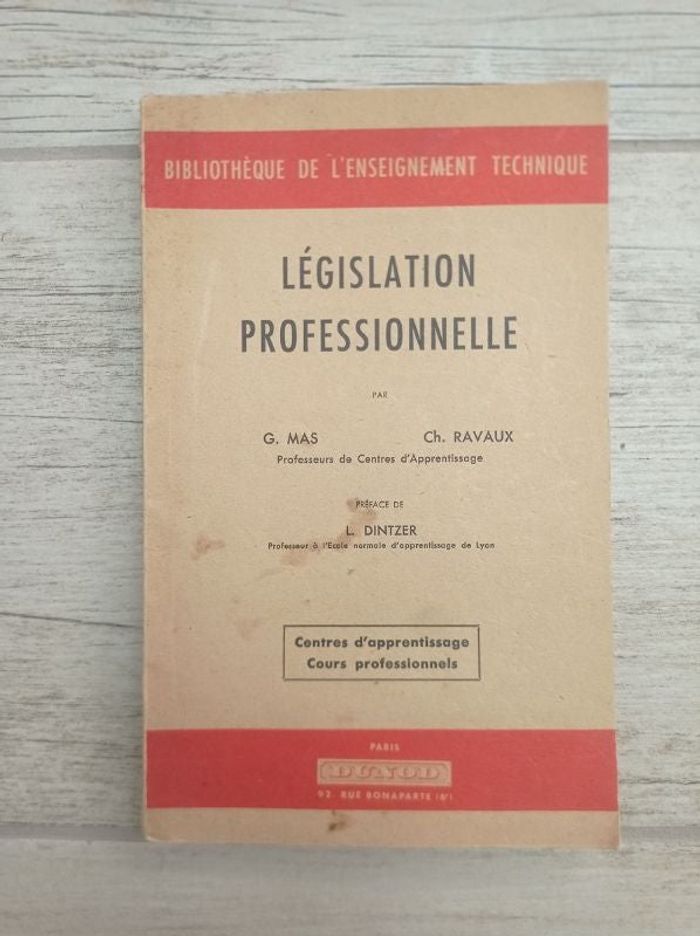 BIBLIOTHÈQUE DE L'ENSEIGNEMENT TECHNIQUE
LÉGISLATION
PROFESSIONNELLE
PAR
G. MAS Ch. RAVAUX
Professeurs de Centres d'Apprentissage
PRÉFACE DE
L. DINTZER
Professeur à l'Ecole normale d'apprentissage de Lyon
Centres d'apprentissage
Cours professionnels
PARIS
DUNOD
92 RUE BONAPARTE (6ᵉ)